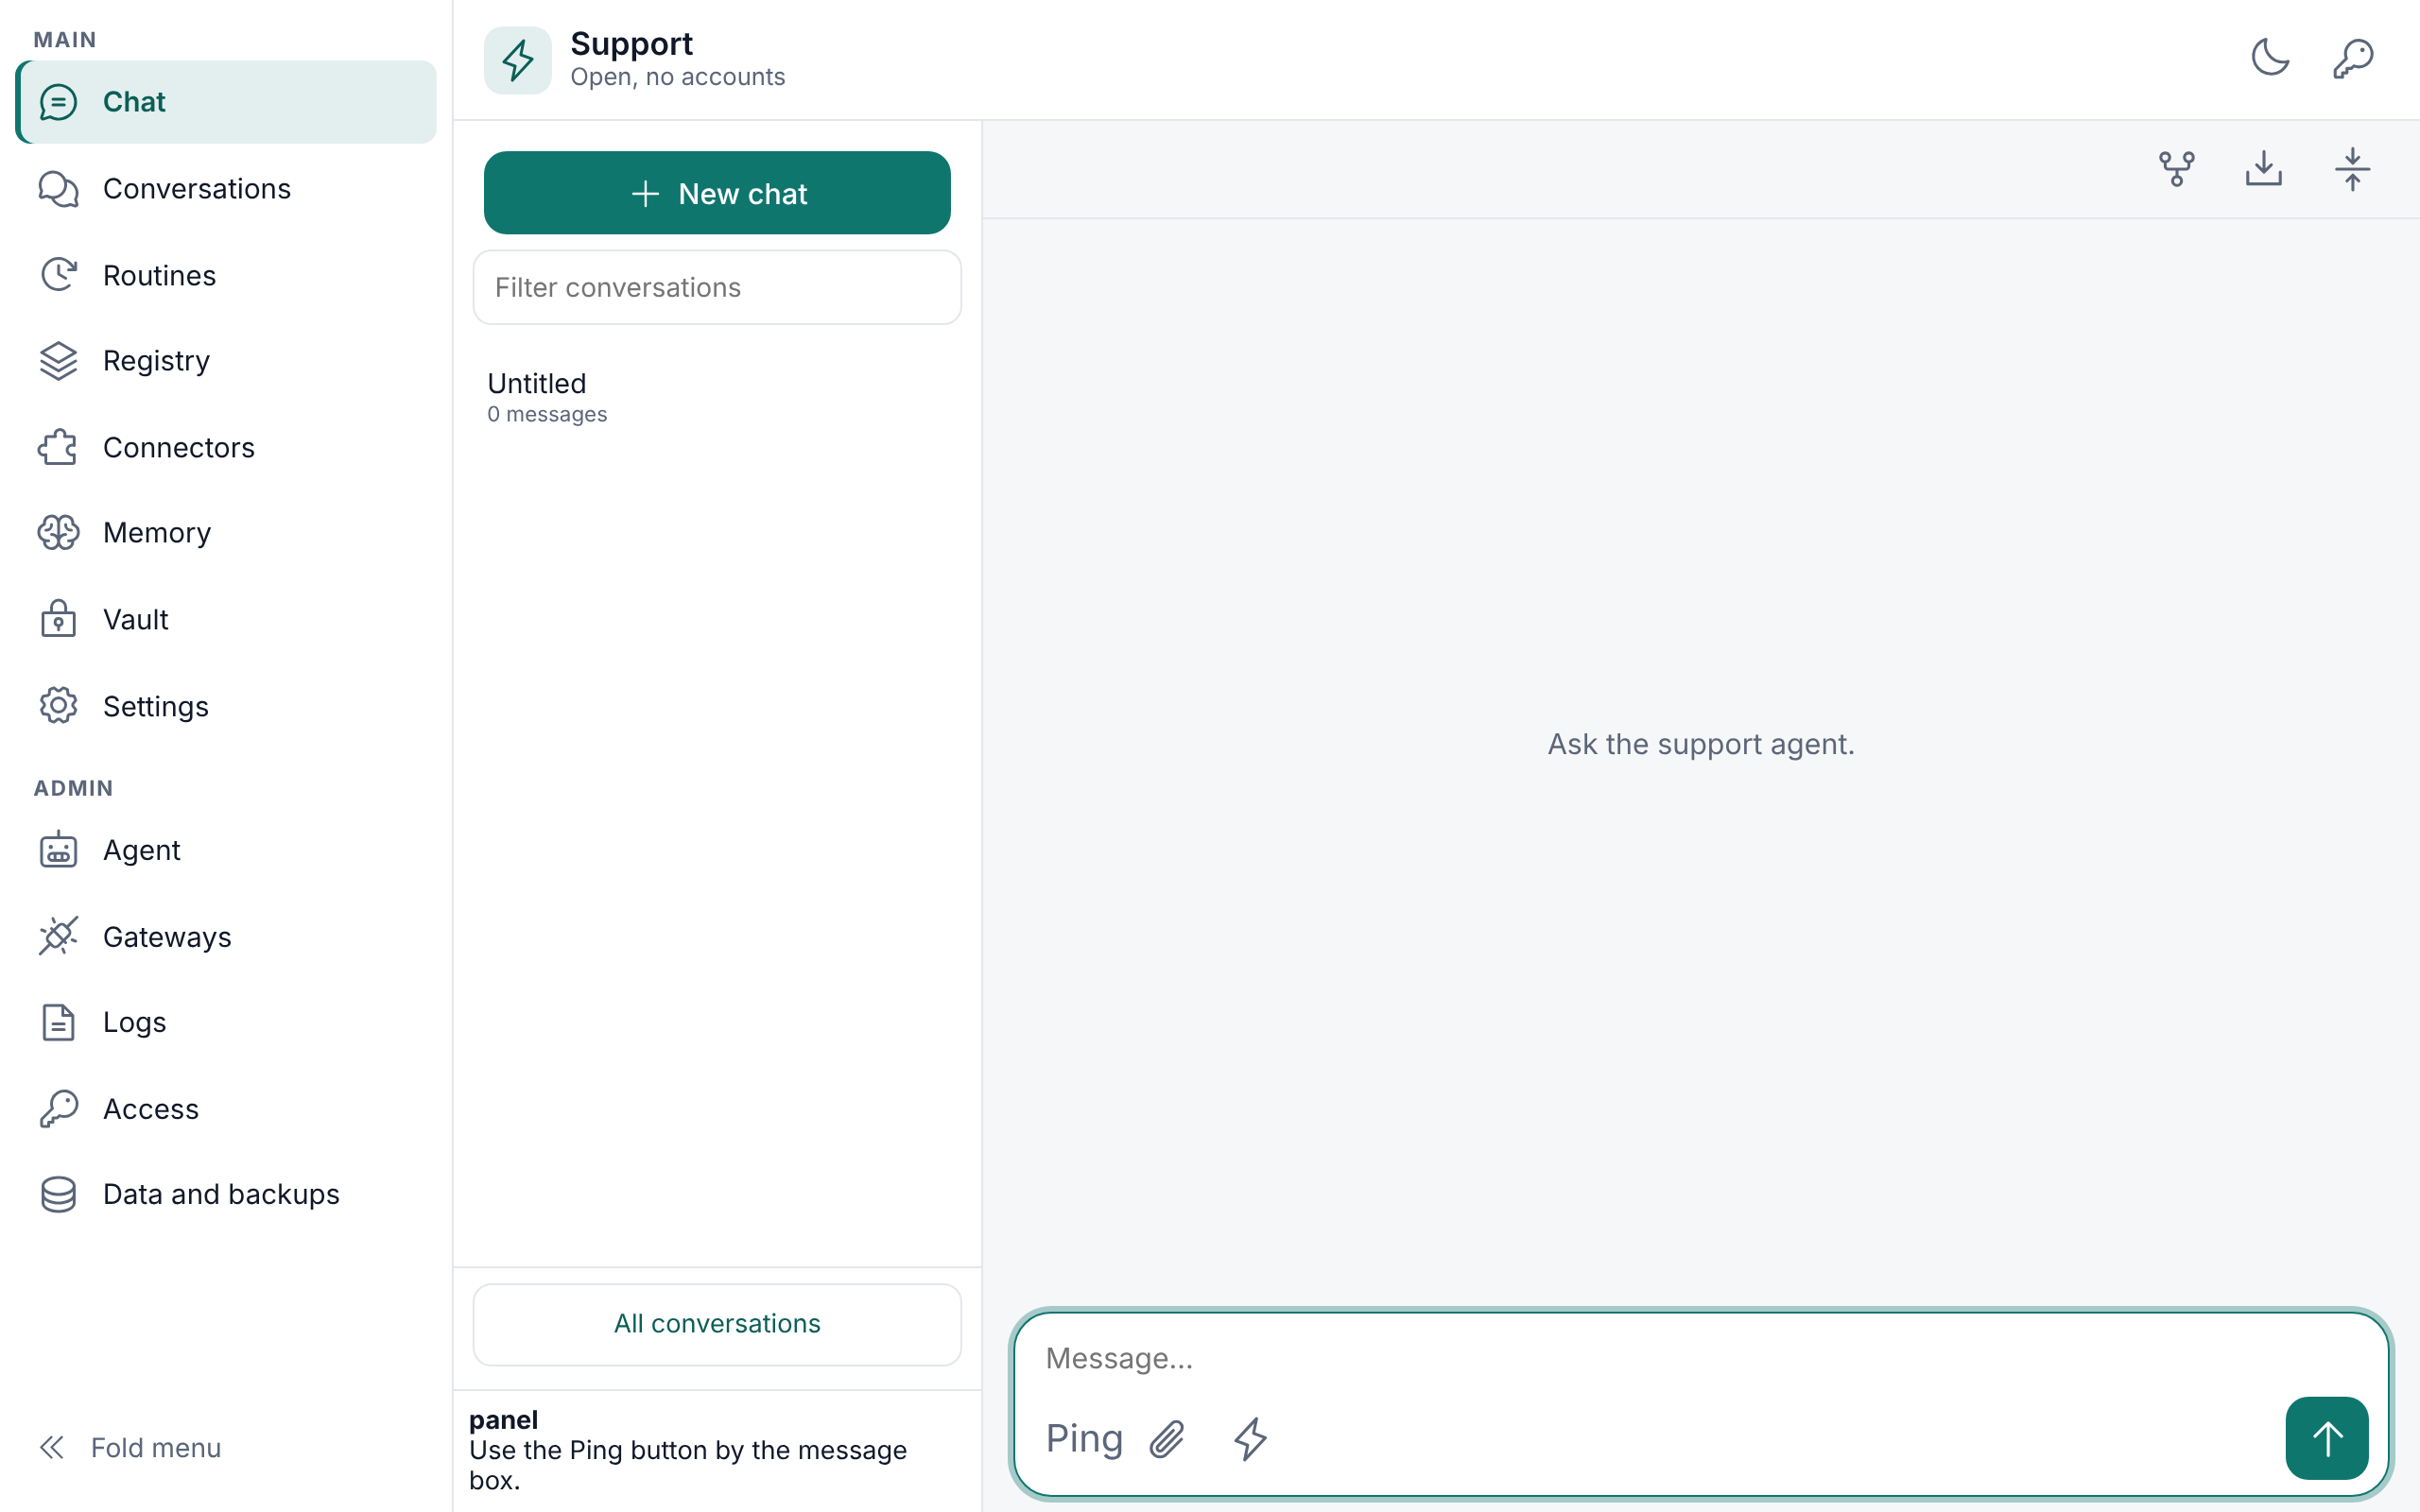 MAIN
Chat
Conversations
Routines
Registry
Connectors
Memory
Vault
Settings
ADMIN
Agent
Gateways
Logs
Access
Data and backups
Fold menu
Support
Open, no accounts
New chat
Filter conversations
Untitled
0 messages
All conversations
panel
Use the Ping button by the message
box.
Ask the support agent.
Message...
Ping